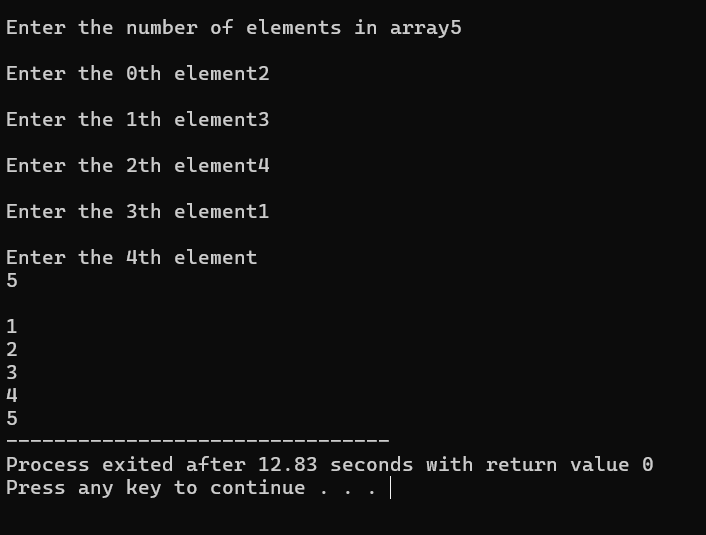 Enter the number of elements in array5
Enter the 0th element2
Enter the 1th element3
Enter the 2th element4
Enter the 3th element1
Enter the 4th element
5
1
2
3
4
5
--------------------------------
Process exited after 12.83 seconds with return value 0
Press any key to continue . . .